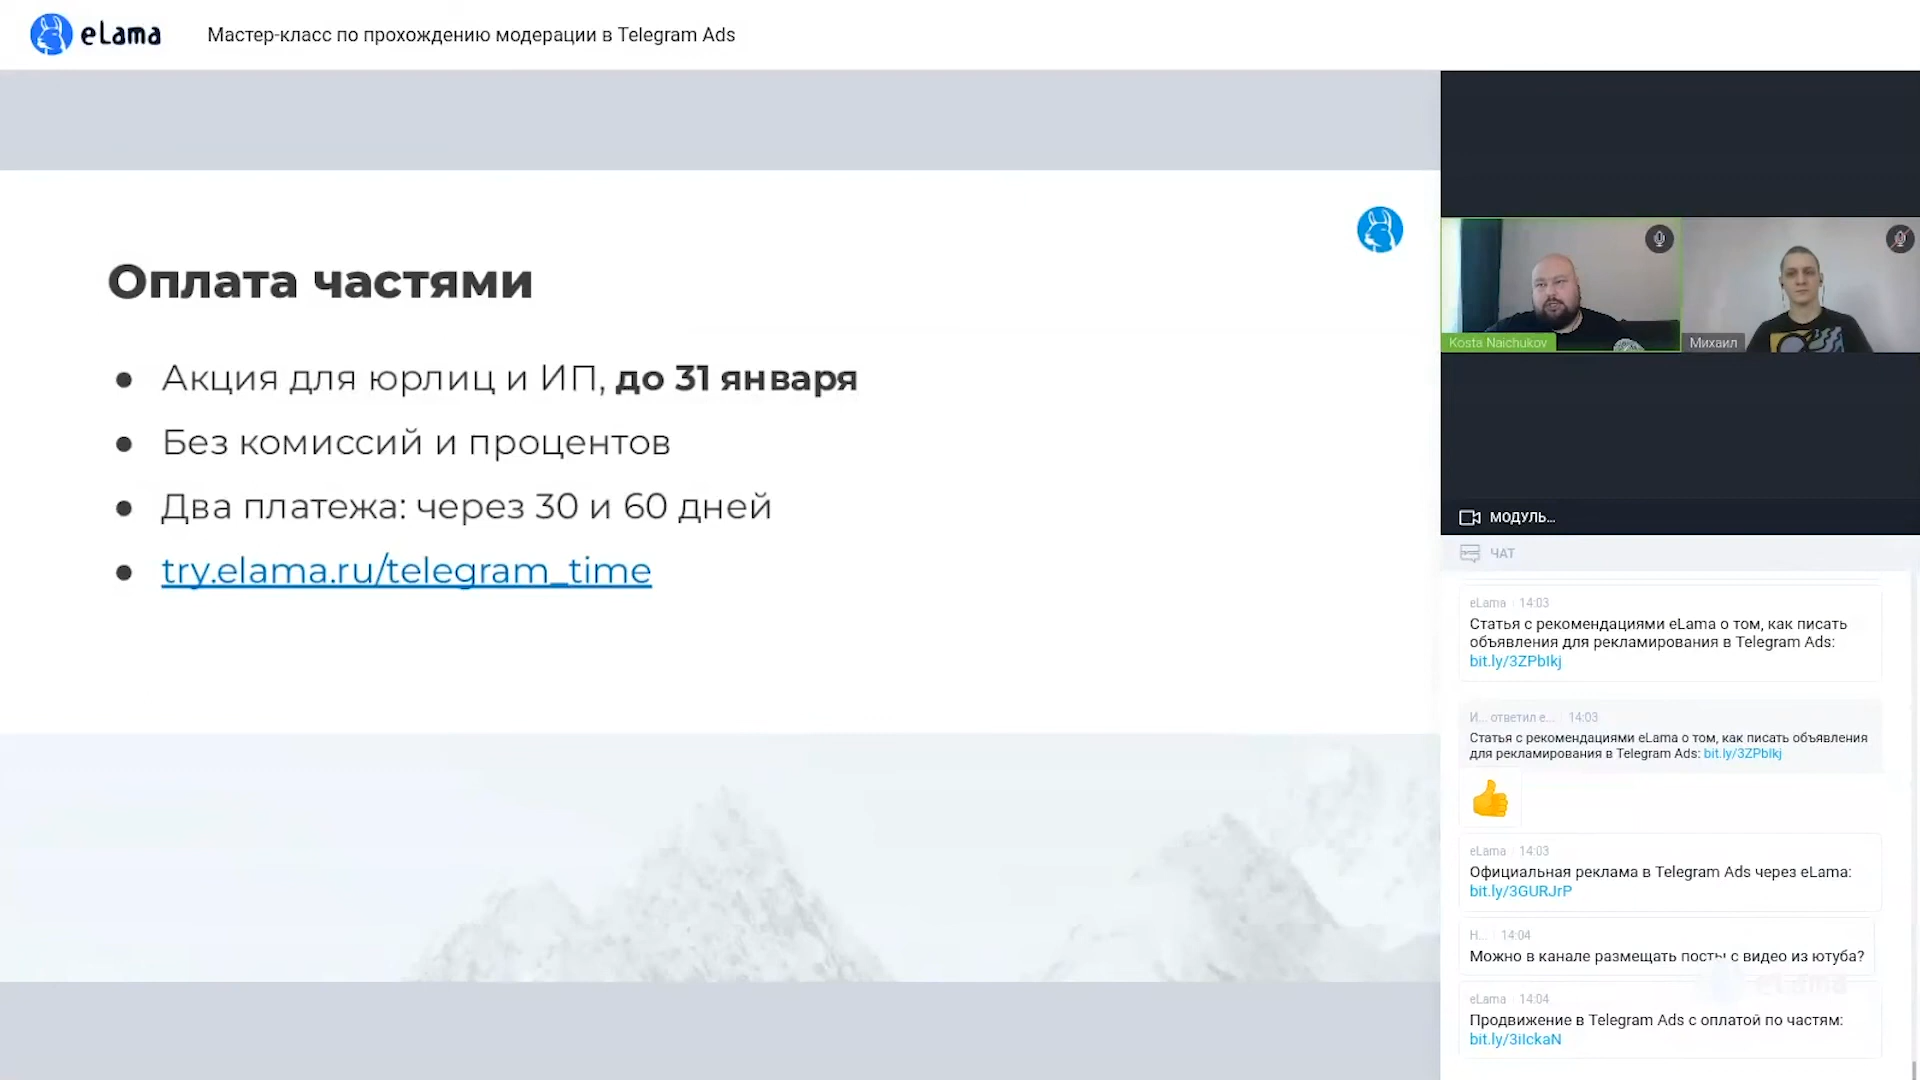 eLama
Мастер-класс по прохождению модерации в Telegram Ads
Оплата частями
● Акция для юрлиц и ИП, до 31 января
● Без комиссий и процентов
● Два платежа: через 30 и 60 дней
● try.elama.ru/telegram_time
Kosta Naichukov
Михаил
МОДУЛЬ...
ЧАТ
eLama 14:03
Статья с рекомендациями eLama о том, как писать
объявления для рекламирования в Telegram Ads:
bit.ly/3ZPbIkj
И... ответил е... 14:03
Статья с рекомендациями eLama о том, как писать объявления
для рекламирования в Telegram Ads: bit.ly/3ZPbIkj
eLama 14:03
Официальная реклама в Telegram Ads через eLama:
bit.ly/3GURJrP
Н... 14:04
Можно в канале размещать посты с видео из ютуба?
eLama
eLama 14:04
Продвижение в Telegram Ads с оплатой по частям:
bit.ly/3iIckaN